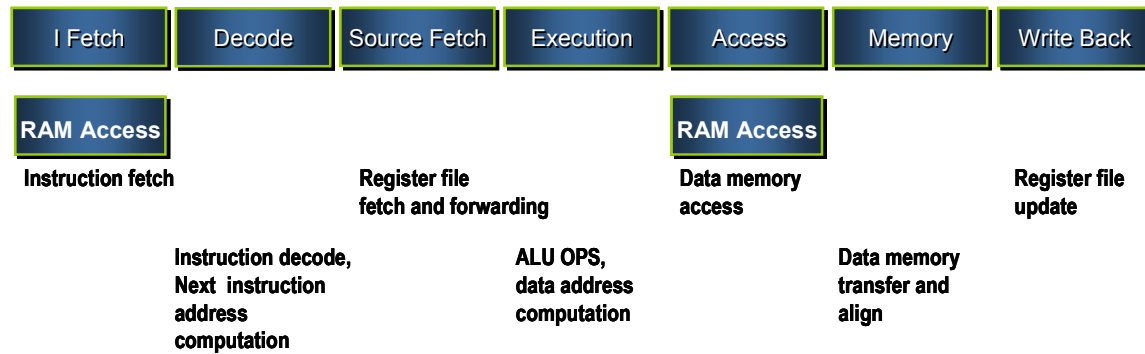 I Fetch
Decode
Source Fetch
Execution
Access
Memory
Write Back
RAM Access
RAM Access
Instruction fetch
Register file
fetch and forwarding
Data memory
access
Register file
update
Instruction decode,
Next instruction
address
computation
ALU OPS,
data address
computation
Data memory
transfer and
align